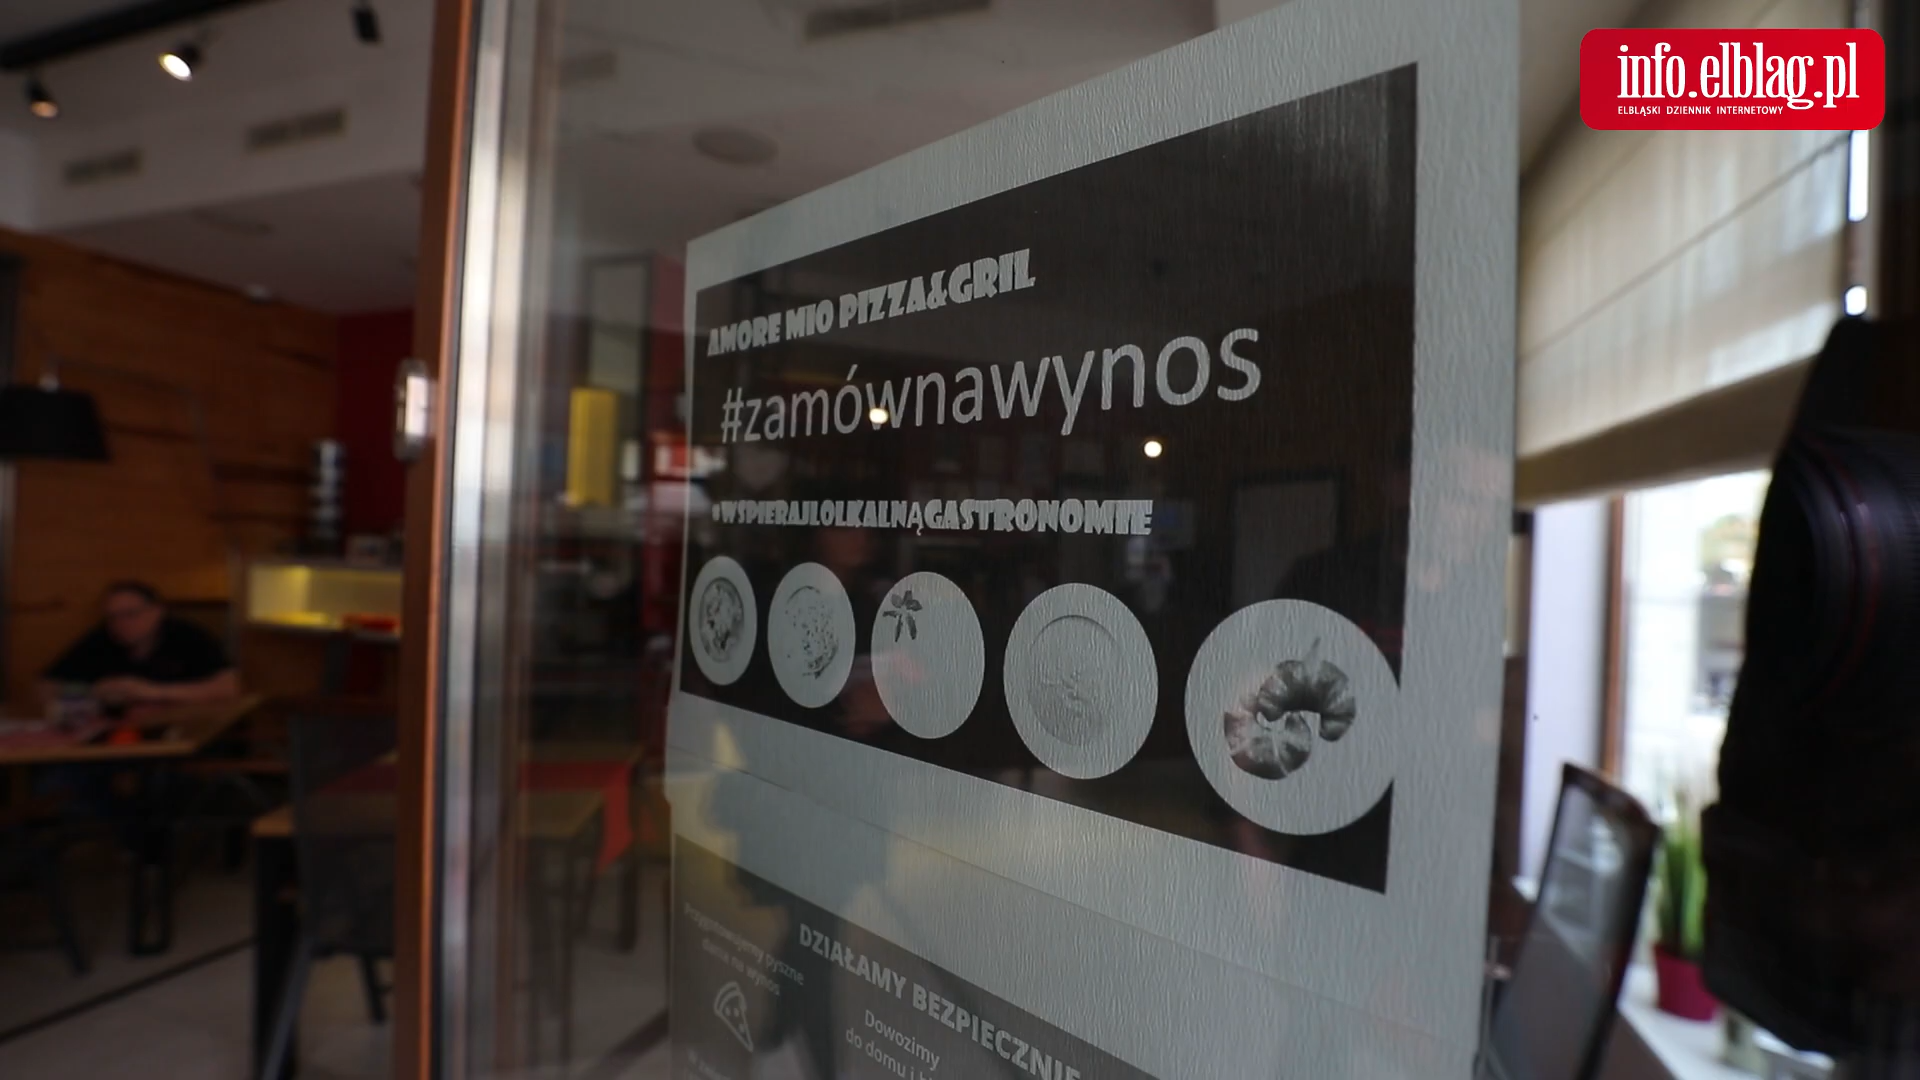 info.elblag.pl
ELBLĄSKI DZIENNIK INTERNETOWY
AMORE MIO PIZZA&GRIL
#zamównawynos
#WSPIERAJLOLKALNĄGASTRONOMIE
Przygotowujemy pyszne
dania na wynos
DZIAŁAMY BEZPIECZNIE
Dowozimy
do domu i